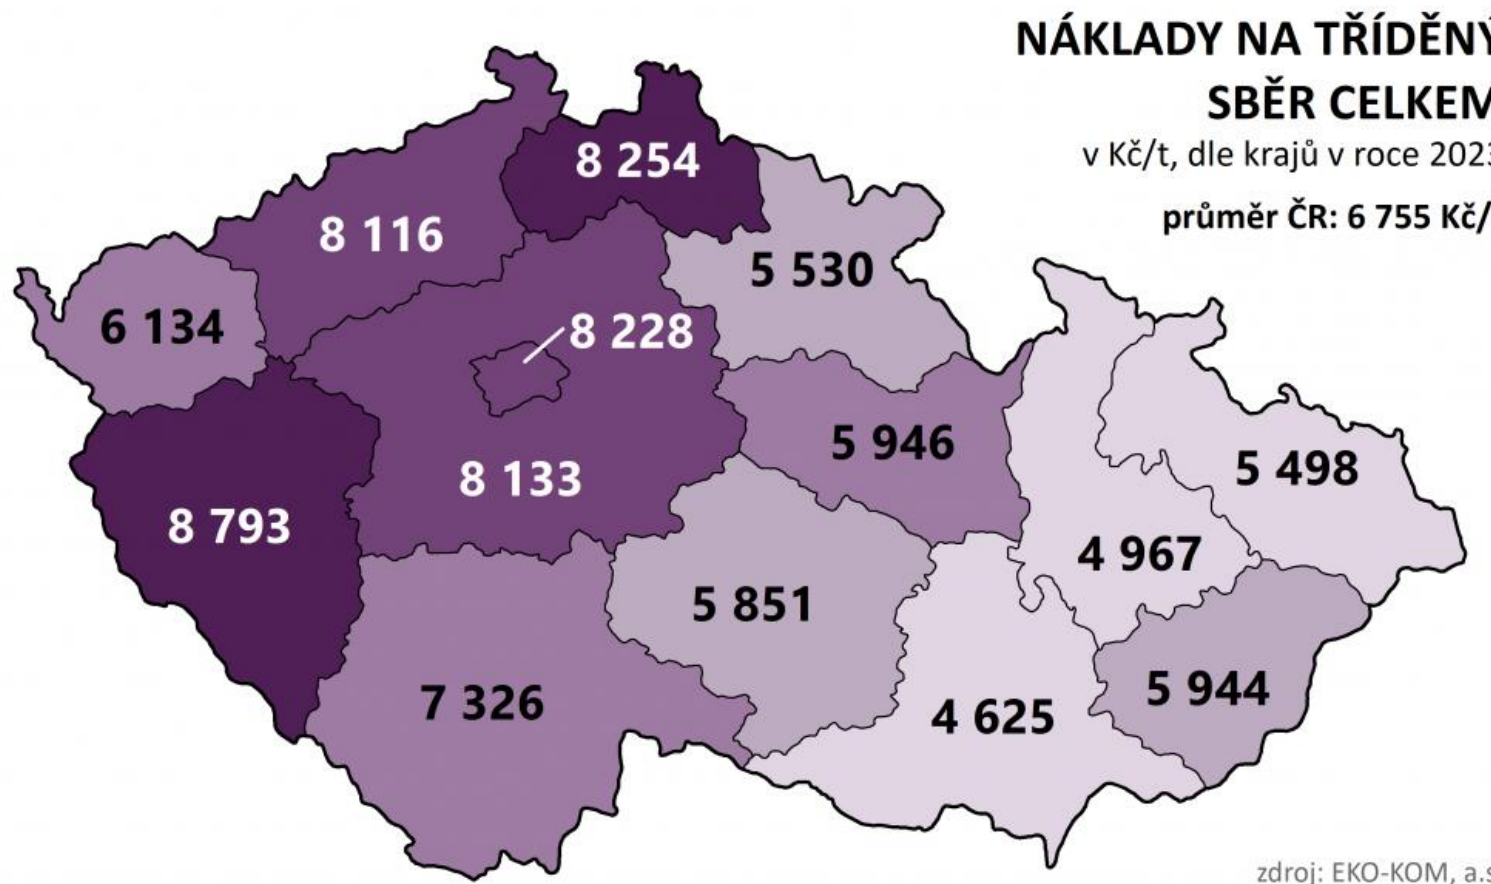 NÁKLADY NA TŘÍDĚNÝ
SBĚR CELKEM
v Kč/t, dle krajů v roce 2023
průměr ČR: 6 755 Kč/
8 254
8 116
5 530
6 134
8 228
5 946
8 133
5 498
8 793
4 967
5 851
5 944
7 326
4 625
zdroj: EKO-KOM, a.s